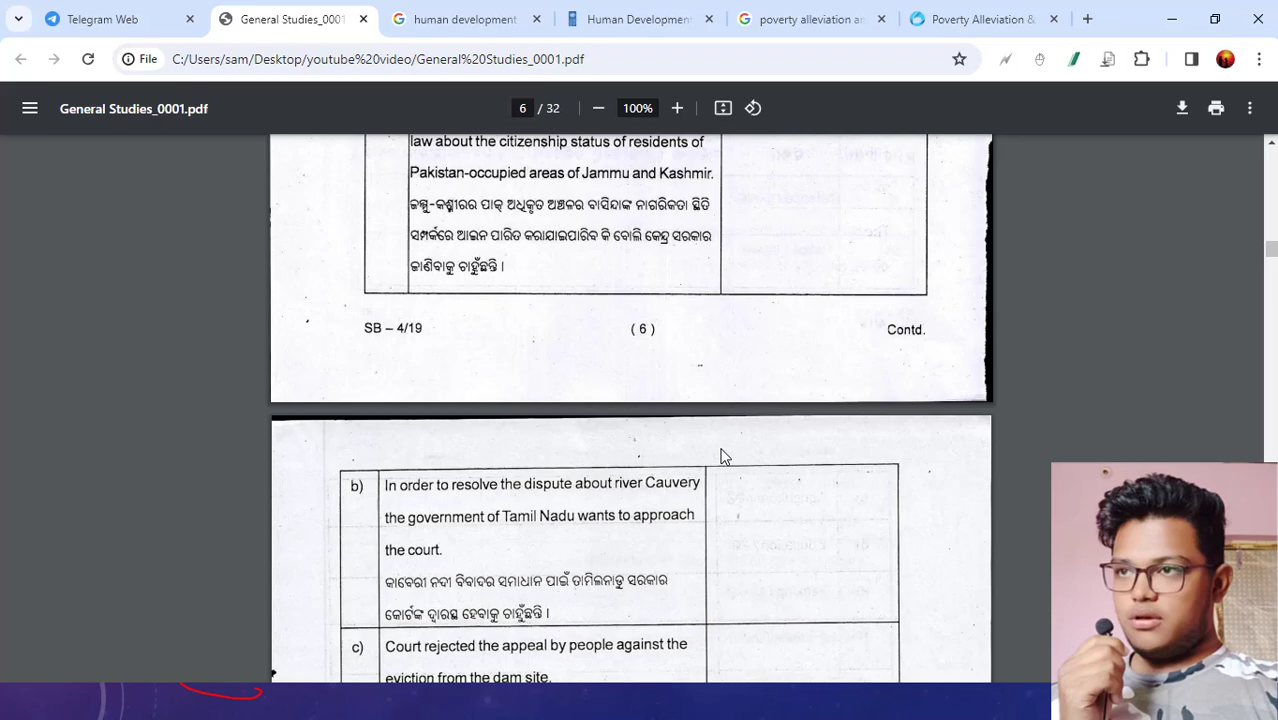 Telegram Web
General Studies_0001
human development
Human Developmen
poverty alleviation an
Poverty Alleviation &
File
C:/Users/sam/Desktop/youtube%20video/General%20Studies_0001.pdf
General Studies_0001.pdf
6 / 32
100%
law about the citizenship status of residents of
Pakistan-occupied areas of Jammu and Kashmir.
ଜମ୍ମୁ-କଶ୍ମୀରର ପାକ୍ ଅଧିକୃତ ଅଞ୍ଚଳର ବାସିନ୍ଦାଙ୍କ ନାଗରିକତା ସ୍ଥିତି
ସମ୍ପର୍କରେ ଆଇନ ପାରିତ କରାଯାଇପାରିବ କି ବୋଲି କେନ୍ଦ୍ର ସରକାର
ଜାଣିବାକୁ ଚାହୁଁଛନ୍ତି ।
SB – 4/19
( 6 )
Contd.
b)
In order to resolve the dispute about river Cauvery
the government of Tamil Nadu wants to approach
the court.
କାବେରୀ ନଦୀ ବିବାଦର ସମାଧାନ ପାଇଁ ତାମିଲନାଡୁ ସରକାର
କୋର୍ଟଙ୍କ ଦ୍ୱାରସ୍ଥ ହେବାକୁ ଚାହୁଁଛନ୍ତି ।
c)
Court rejected the appeal by people against the
eviction from the dam site.